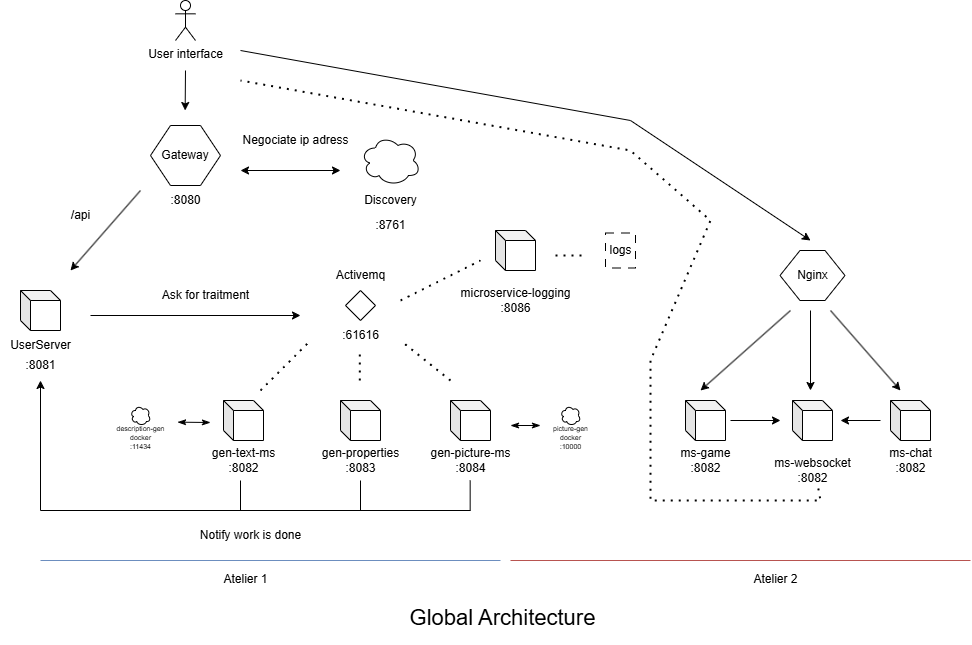 User interface
Gateway
:8080
Negociate ip adress
Discovery
:8761
/api
logs
microservice-logging
:8086
Nginx
Activemq
:61616
Ask for traitment
UserServer
:8081
description-gen
docker
:11434
gen-text-ms
:8082
gen-properties
:8083
gen-picture-ms
:8084
picture-gen
docker
:10000
ms-game
:8082
ms-websocket
:8082
ms-chat
:8082
Notify work is done
Atelier 1
Atelier 2
Global Architecture